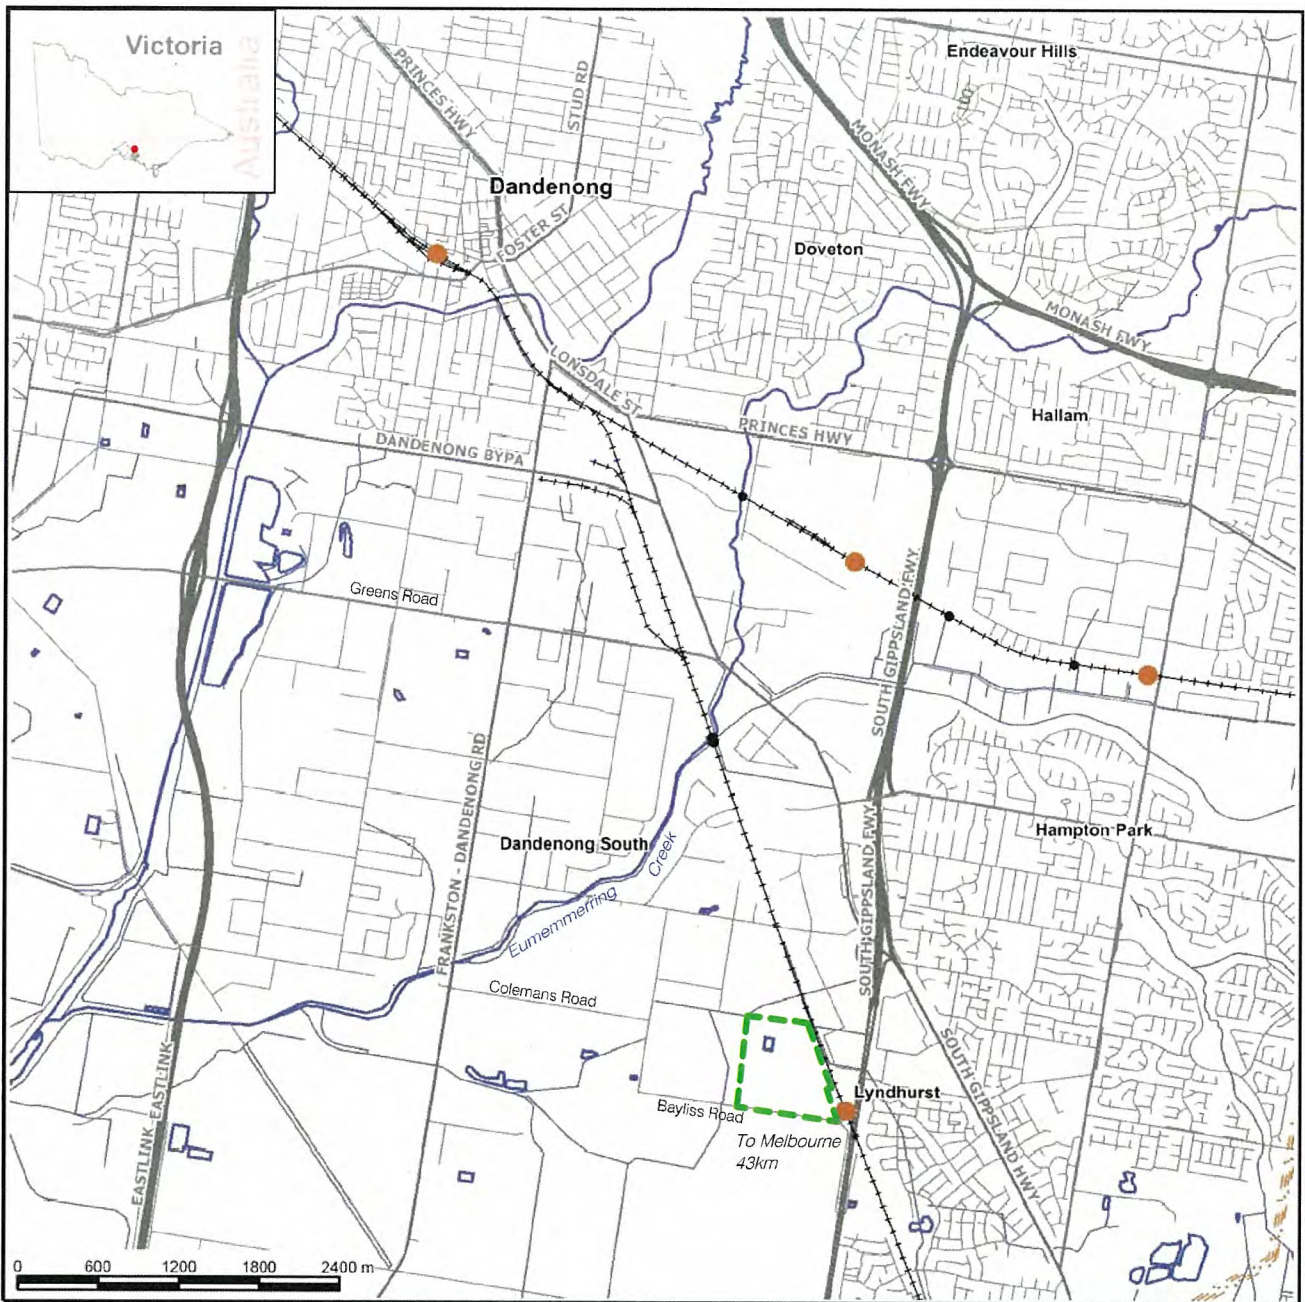 Victoria
Australia
Endeavour Hills
100
PRINCES HWY
STUD RD
MONASH FWY
Dandenong
FOSTER ST
Doveton
MONASH FWY
LONSDALE ST
Hallam
PRINCES HWY
DANDENONG BYPA
Greens Road
SOUTH GIPPSLAND FWY
FRANKSTON - DANDENONG RD
Hampton Park
Dandenong South
Eumemmerring Creek
SOUTH GIPPSLAND FWY
Colemans Road
SOUTH GIPPSLAND HWY
Lyndhurst
Bayliss Road
To Melbourne
43km
EASTLINK EASTLINK
0 600 1200 1800 2400 m